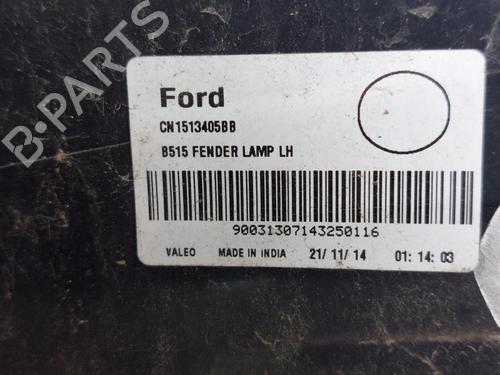 B-PARTS
Ford
CN1513405BB
B515 FENDER LAMP LH
90031307143250116
VALEO MADE IN INDIA 21/ 11/ 14 01: 14: 03